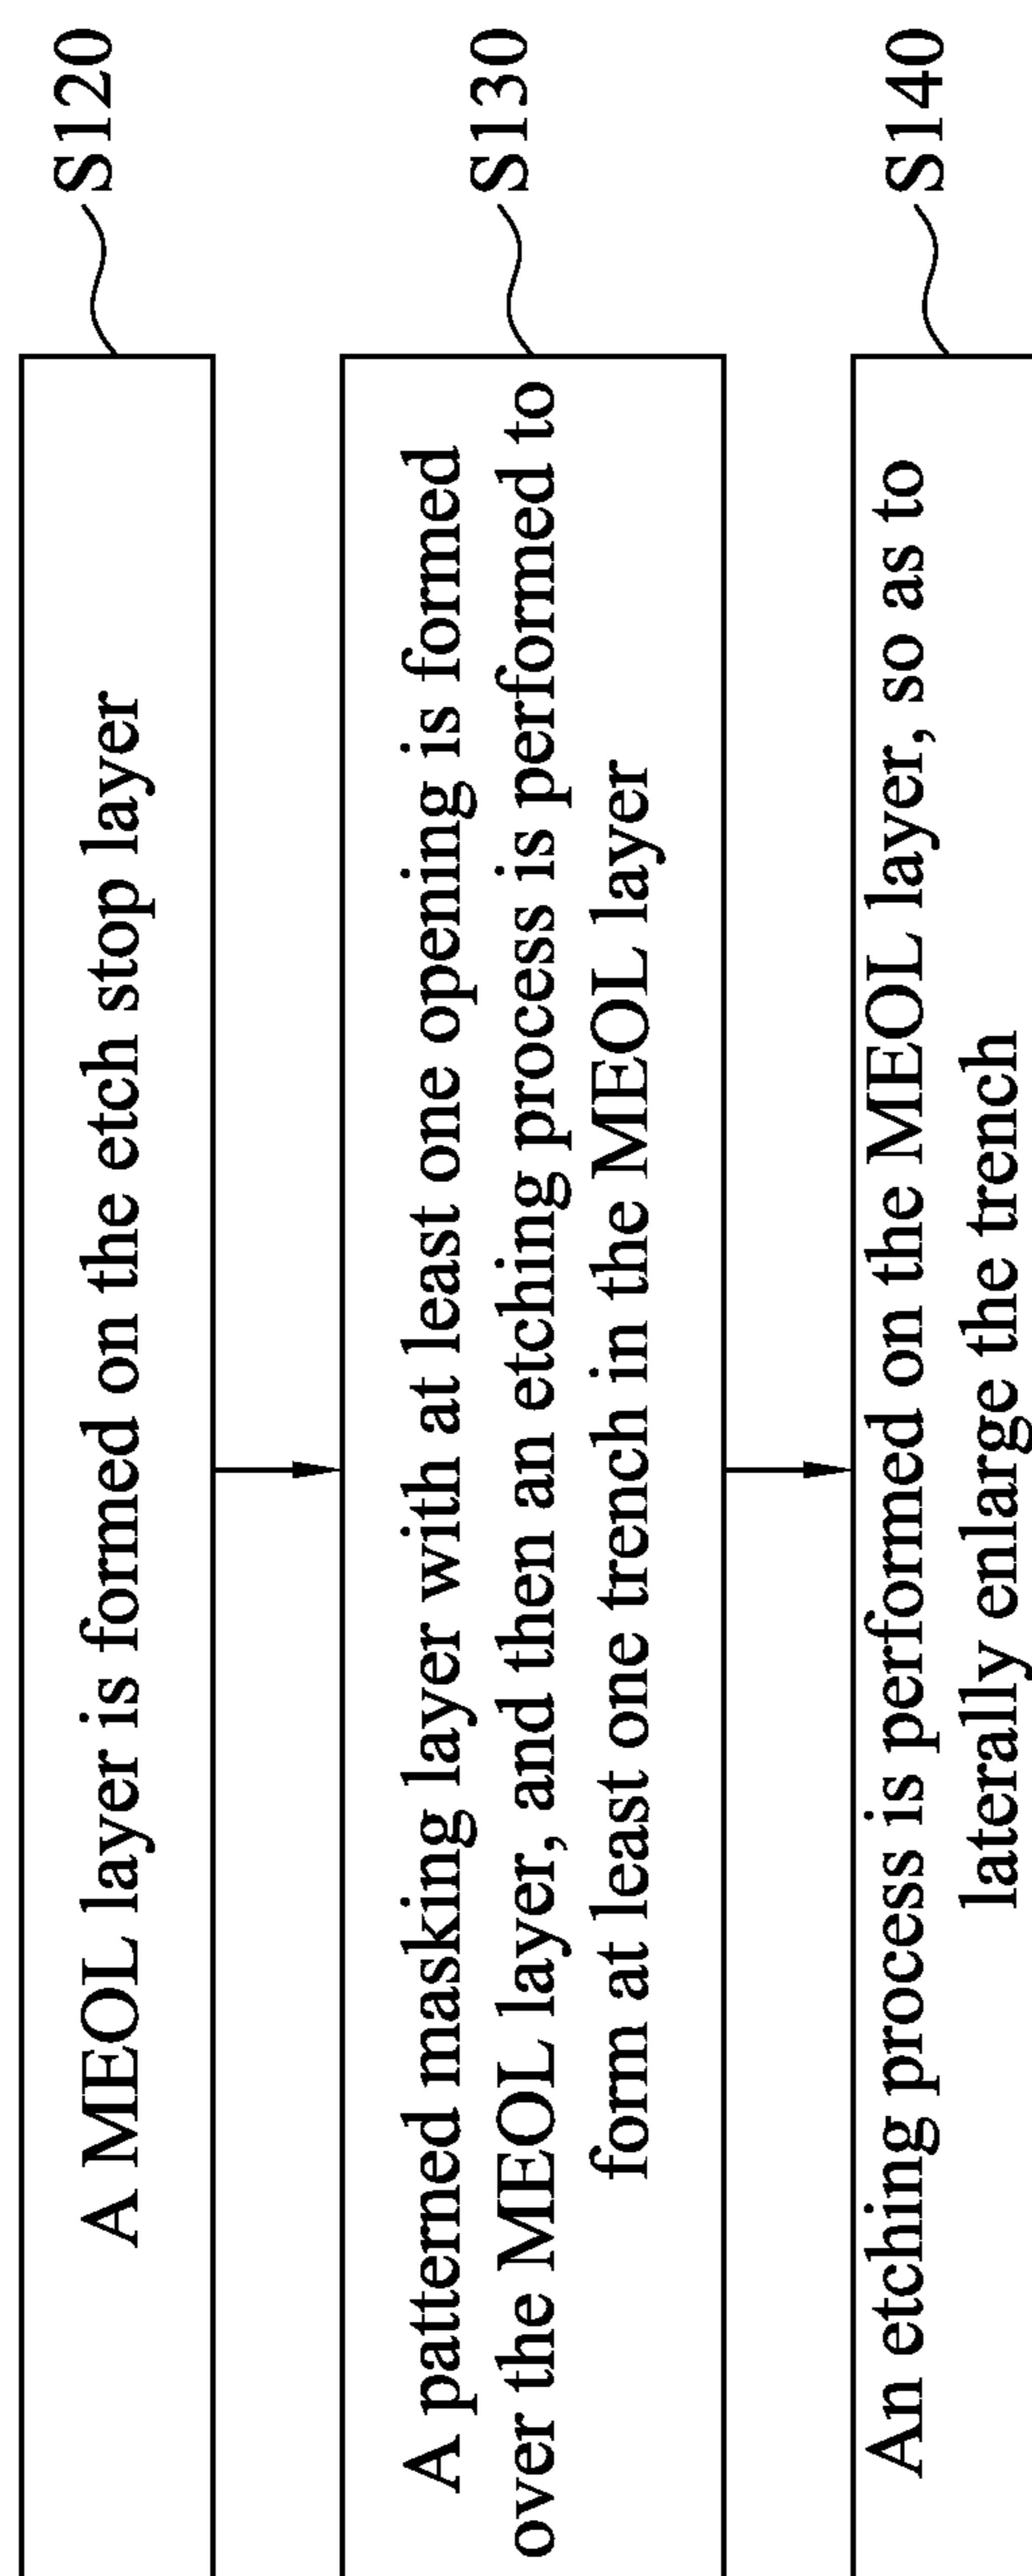 A MEOL layer is formed on the etch stop layer
S120
A patterned masking layer with at least one opening is formed
over the MEOL layer, and then an etching process is performed to
form at least one trench in the MEOL layer
S130
An etching process is performed on the MEOL layer, so as to
laterally enlarge the trench
S140